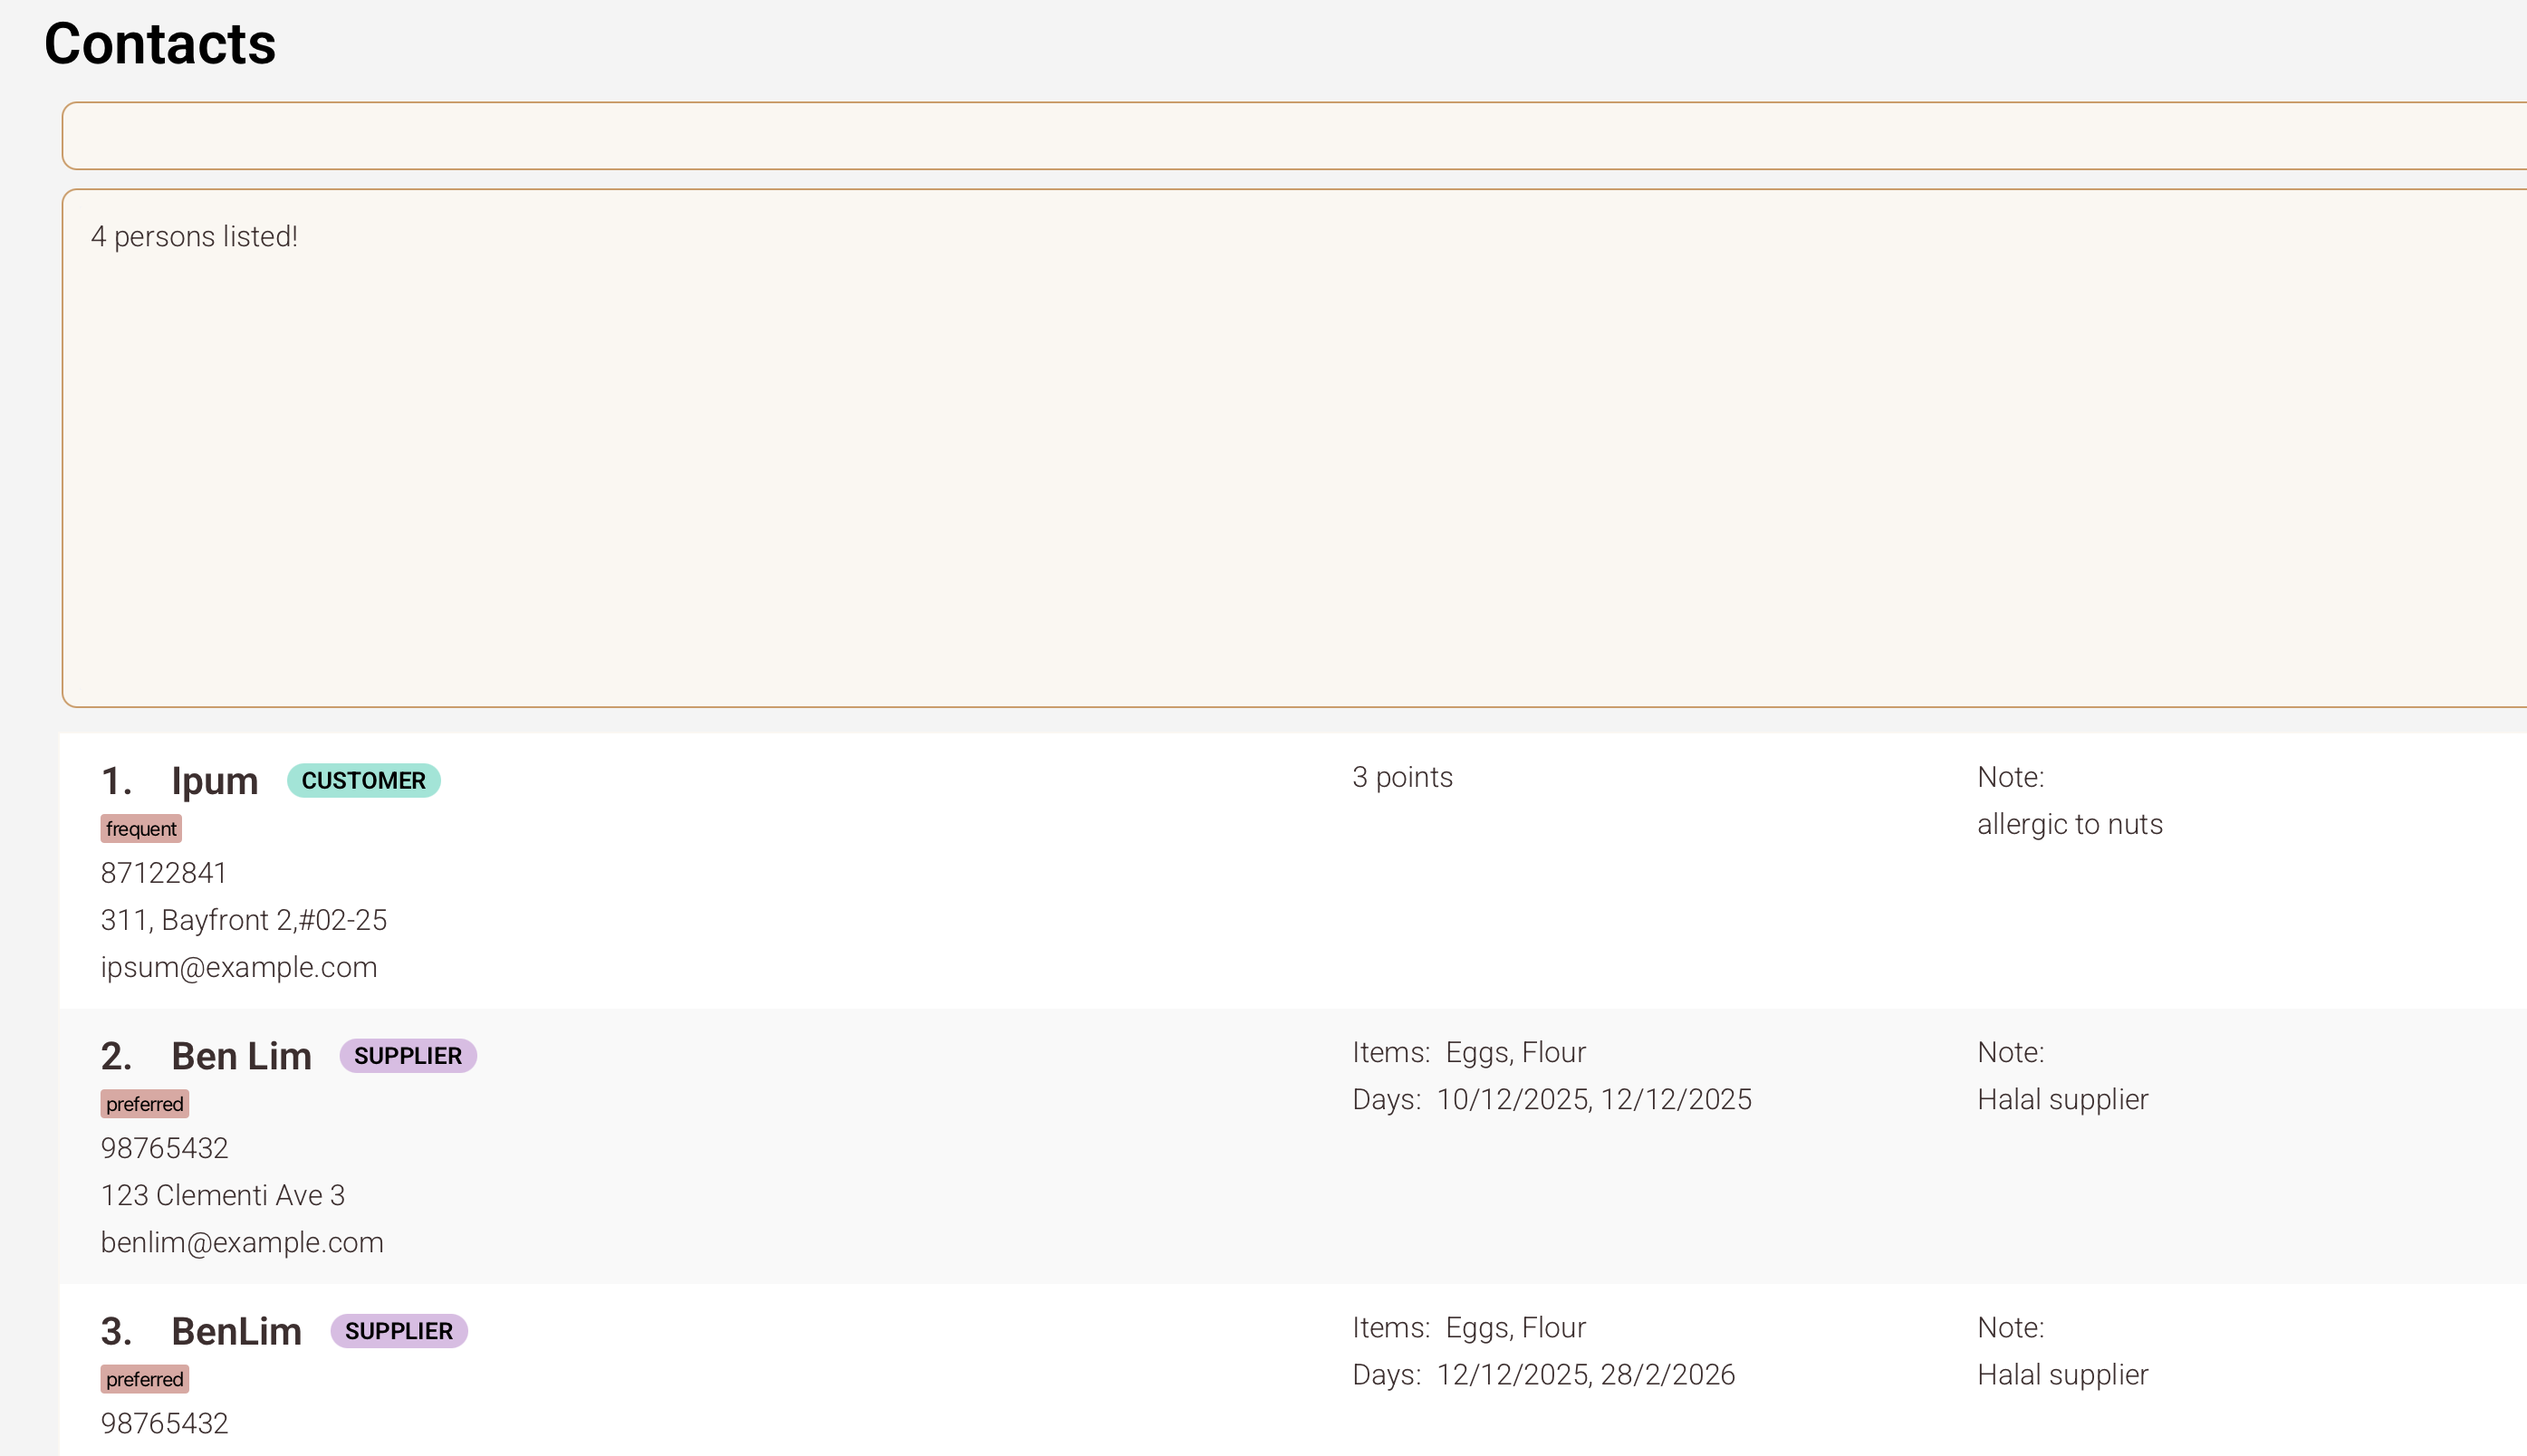 Contacts
4 persons listed!
1. Ipum CUSTOMER
frequent
87122841
311, Bayfront 2,#02-25
ipsum@example.com
3 points
Note:
allergic to nuts
2. Ben Lim SUPPLIER
preferred
98765432
123 Clementi Ave 3
benlim@example.com
Items: Eggs, Flour
Days: 10/12/2025, 12/12/2025
Note:
Halal supplier
3. BenLim SUPPLIER
preferred
98765432
Items: Eggs, Flour
Days: 12/12/2025, 28/2/2026
Note:
Halal supplier